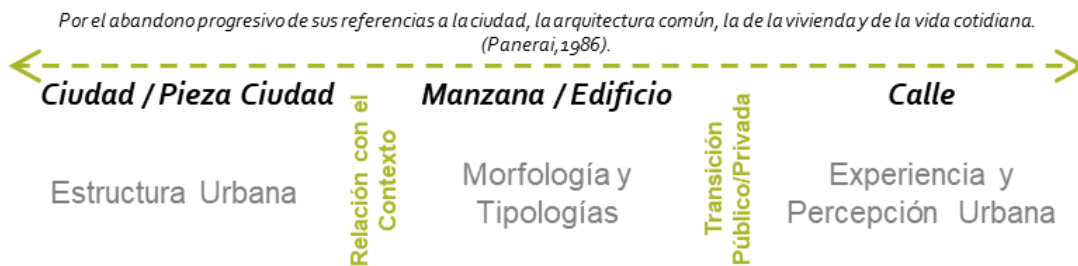 Por el abandono progresivo de sus referencias a la ciudad, la arquitectura común, la de la vivienda y de la vida cotidiana.
(Panerai,1986).
Ciudad / Pieza Ciudad
Manzana / Edificio
Calle
Relación con el
Contexto
Transición
Público/Privada
Estructura Urbana
Morfología y
Tipologías
Experiencia y
Percepción Urbana